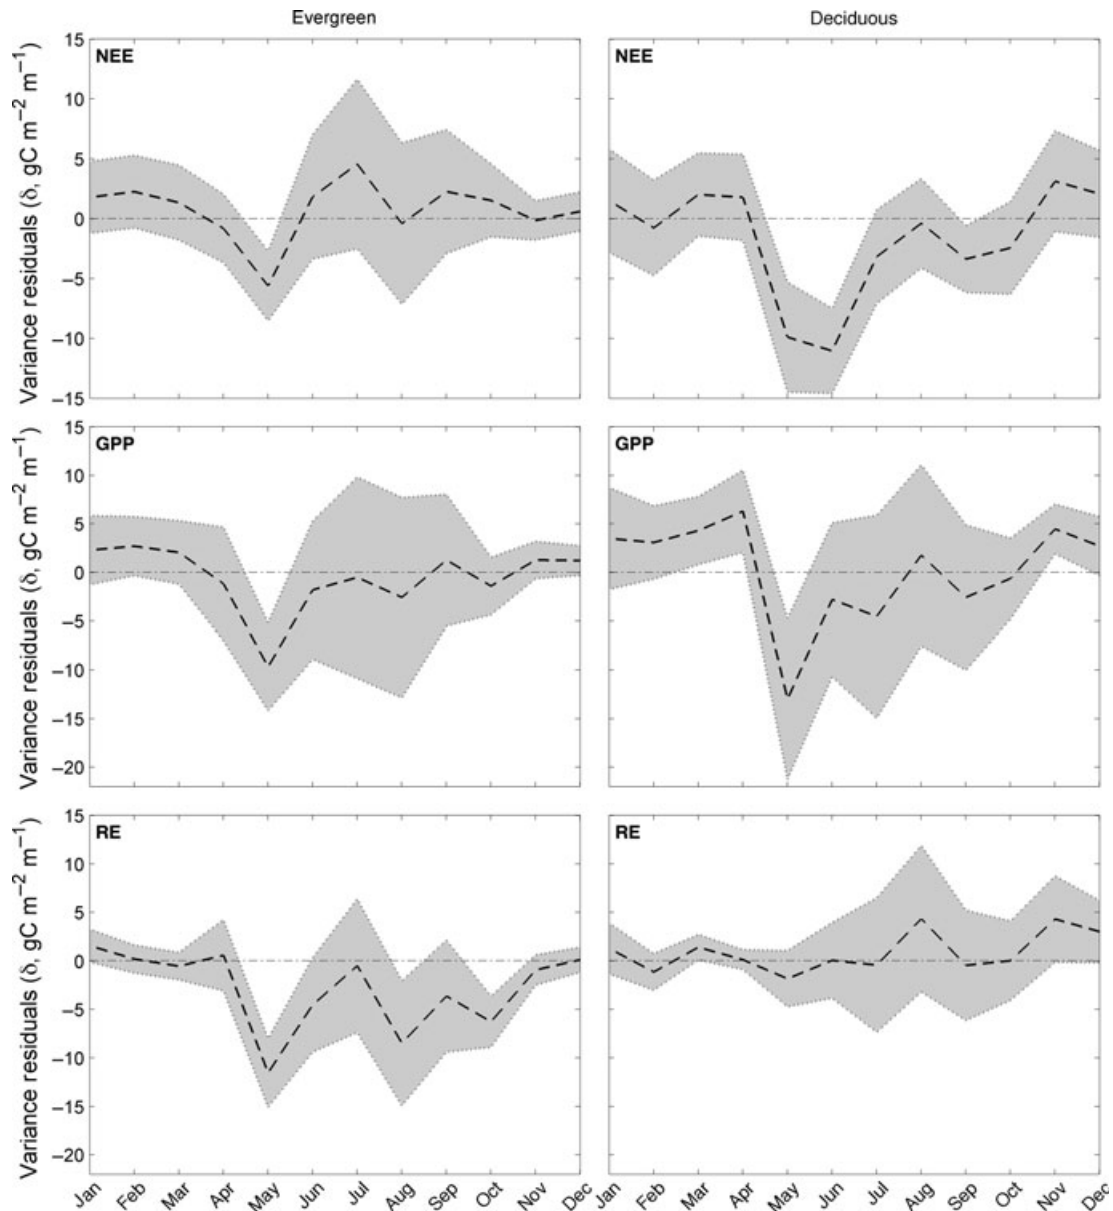 Evergreen
Deciduous
Variance residuals (δ, gC m−2 m−1)
15
10
5
0
−5
−10
−15
NEE
NEE
Variance residuals (δ, gC m−2 m−1)
15
10
5
0
−5
−10
−15
−20
GPP
GPP
Variance residuals (δ, gC m−2 m−1)
15
10
5
0
−5
−10
−15
−20
RE
RE
Jan Feb Mar Apr May Jun Jul Aug Sep Oct Nov Dec
Jan Feb Mar Apr May Jun Jul Aug Sep Oct Nov Dec